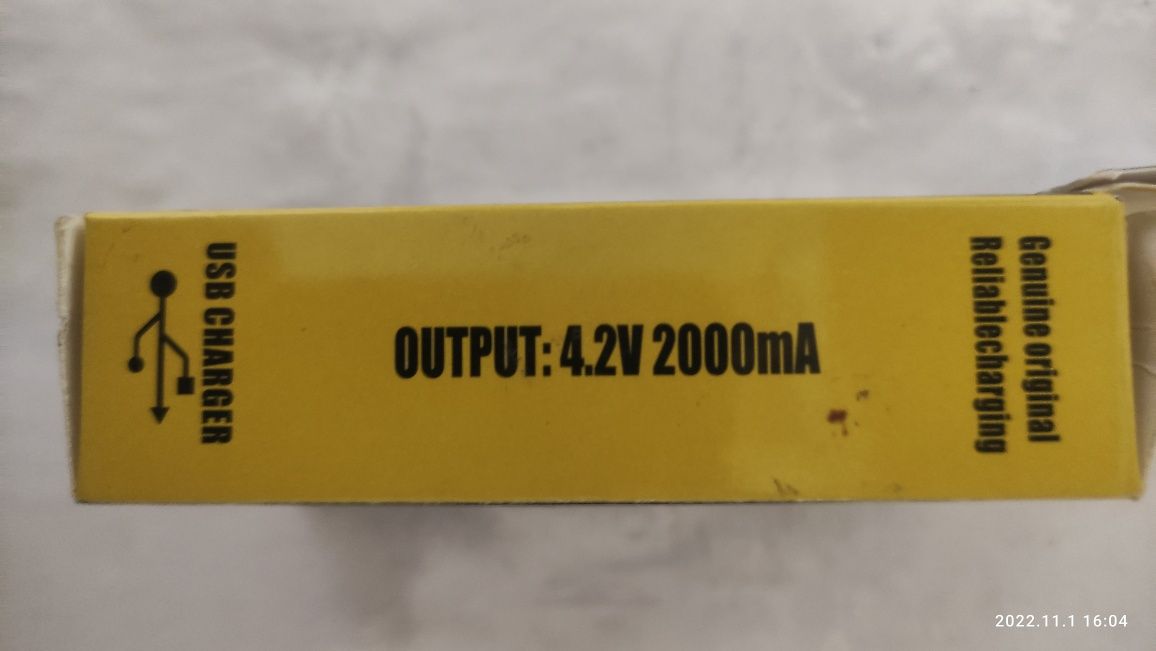 USB CHARGER
OUTPUT: 4.2V 2000mA
Genuine original
Reliablecharging
2022.11.1 16:04